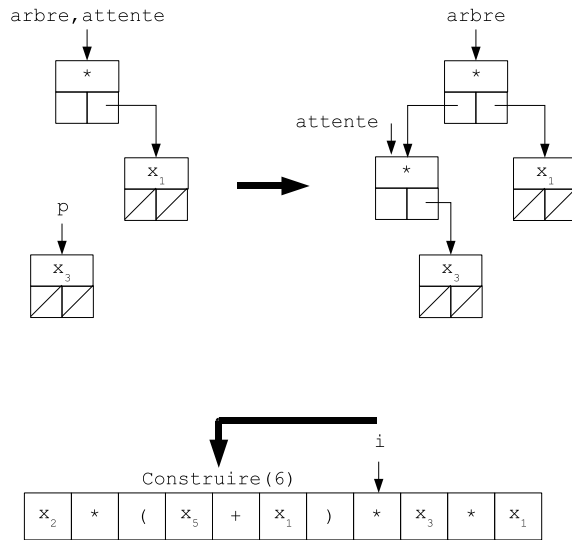 arbre,attente
arbre
*
*
attente
x1
*
x1
p
x3
x3
i
Construire(6)
x2 * ( x5 + x1 ) * x3 * x1